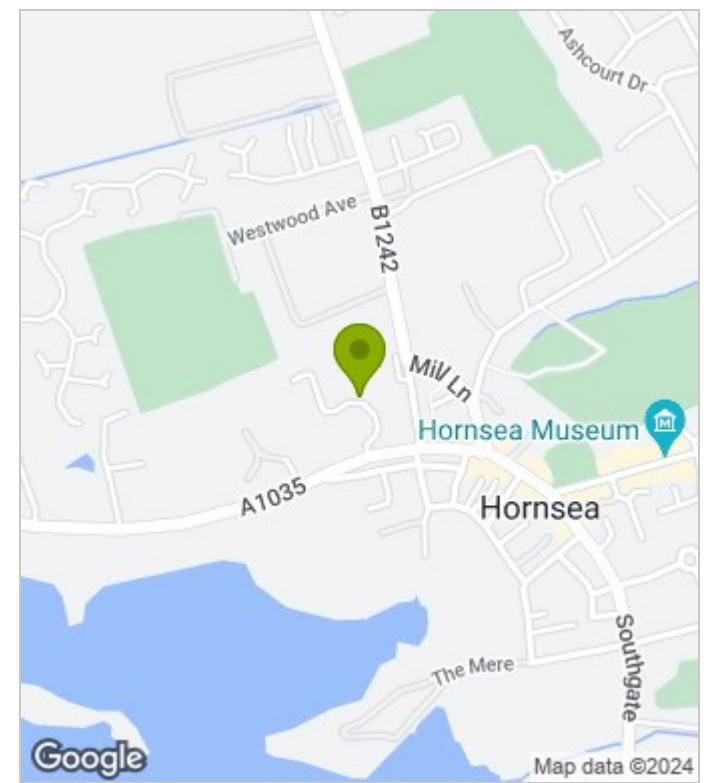 Ashcourt Dr
Westwood Ave
B1242
Mill Ln
Hornsea Museum
A1035
Hornsea
Southgate
The Mere
Google
Map data ©2024